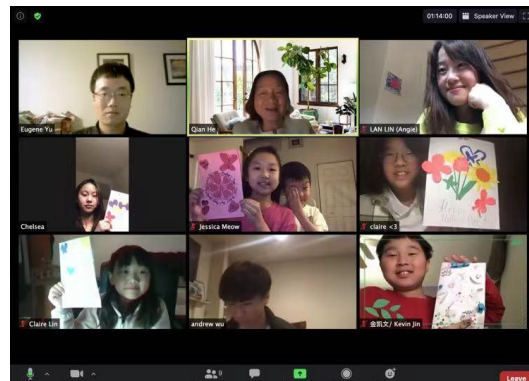 01:14:00 Speaker View
Eugene Yu
Qian He
LAN LIN (Angie)
Chelsea
Jessica Meow
claire <3
Claire Lin
andrew wu
金凯文/ Kevin Jin
9
Leave